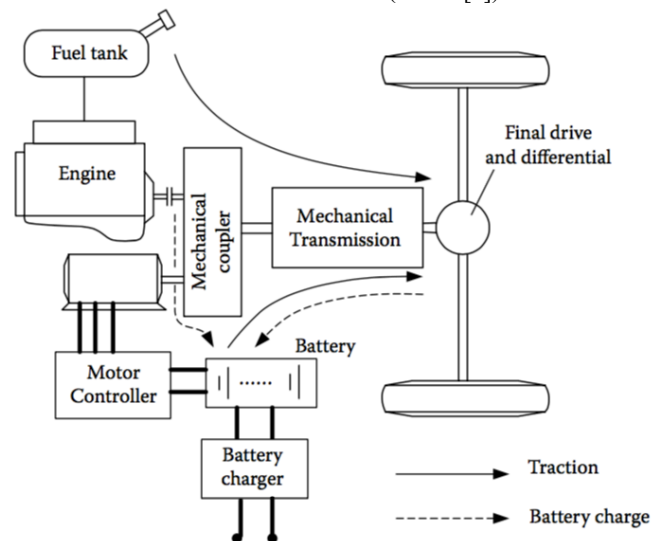 Fuel tank
Engine
Mechanical
coupler
Mechanical
Transmission
Final drive
and differential
Battery
Motor
Controller
Battery
charger
Traction
Battery charge